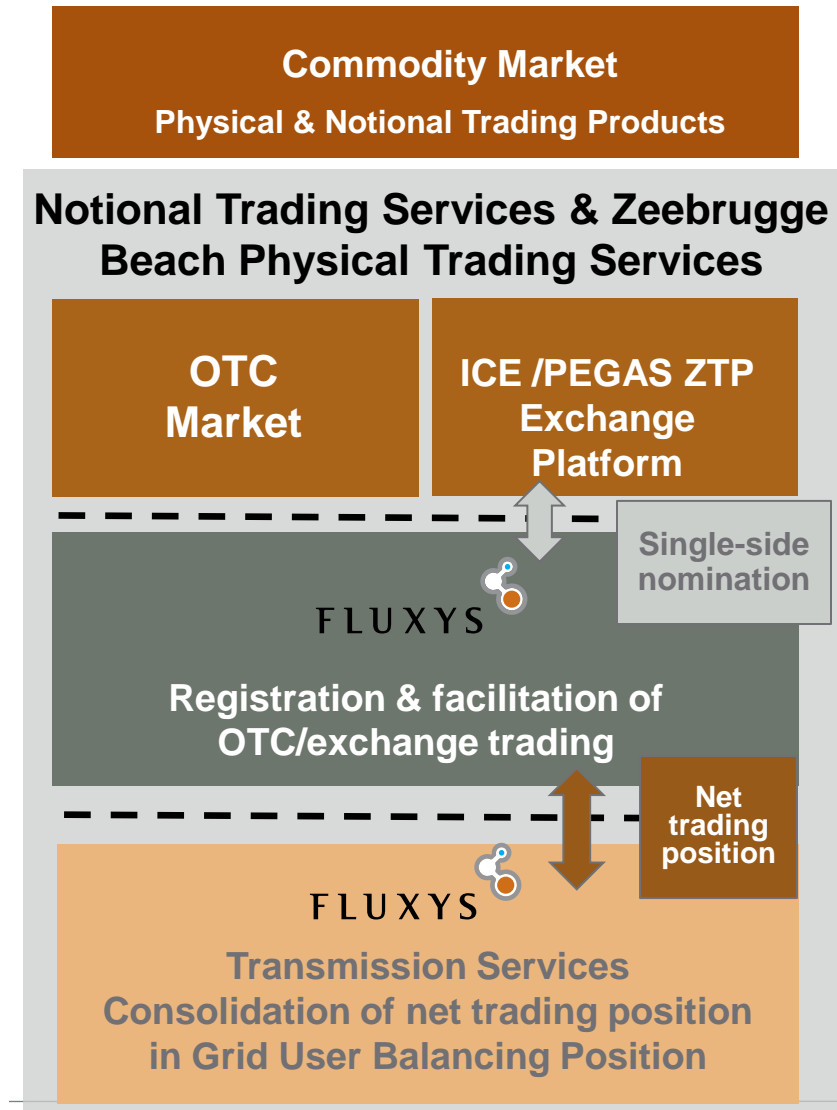 Commodity Market
Physical & Notional Trading Products
Notional Trading Services & Zeebrugge
Beach Physical Trading Services
OTC
Market
ICE /PEGAS ZTP
Exchange
Platform
Single-side
nomination
FLUXYS
Registration & facilitation of
OTC/exchange trading
Net
trading
position
FLUXYS
Transmission Services
Consolidation of net trading position
in Grid User Balancing Position